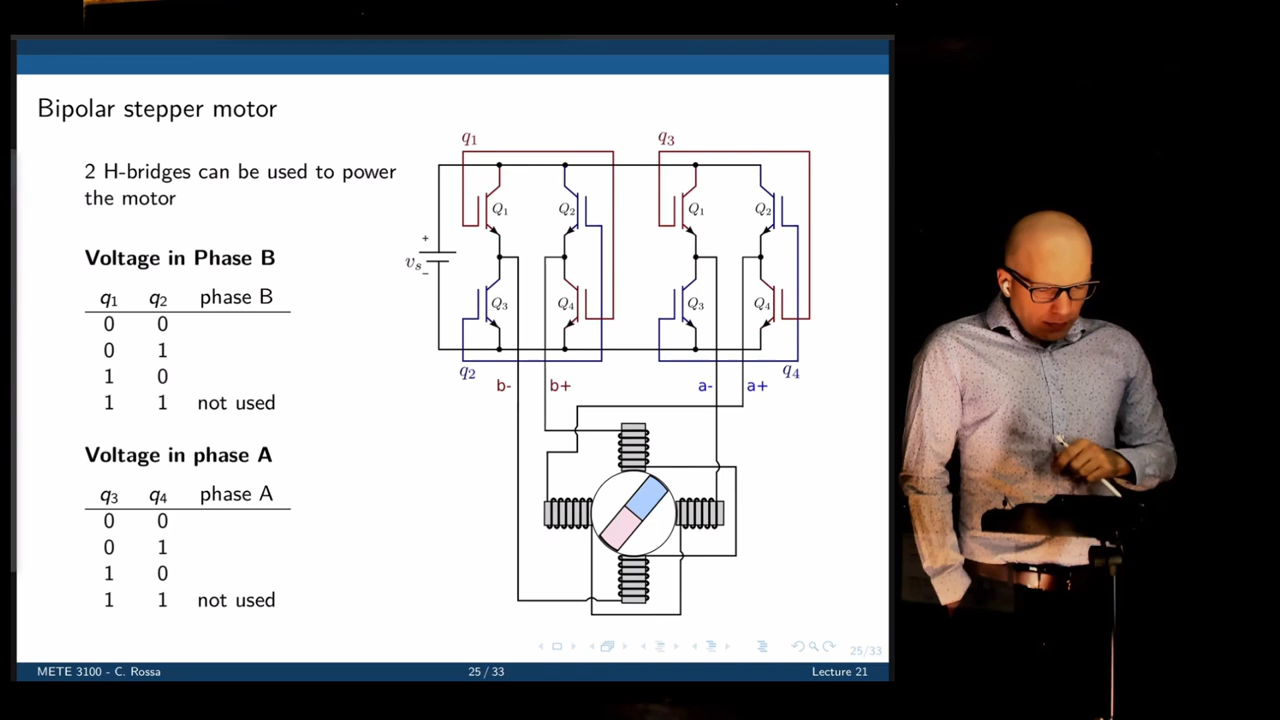 Bipolar stepper motor
2 H-bridges can be used to power
the motor
Voltage in Phase B
q1 q2 phase B
0 0
0 1
1 0
1 1 not used
Voltage in phase A
q3 q4 phase A
0 0
0 1
1 0
1 1 not used
q1 q3
Q1 Q2 Q1 Q2
+
vs
−
Q3 Q4 Q3 Q4
q2 q4
b- b+ a- a+
25/33
METE 3100 - C. Rossa 25 / 33 Lecture 21